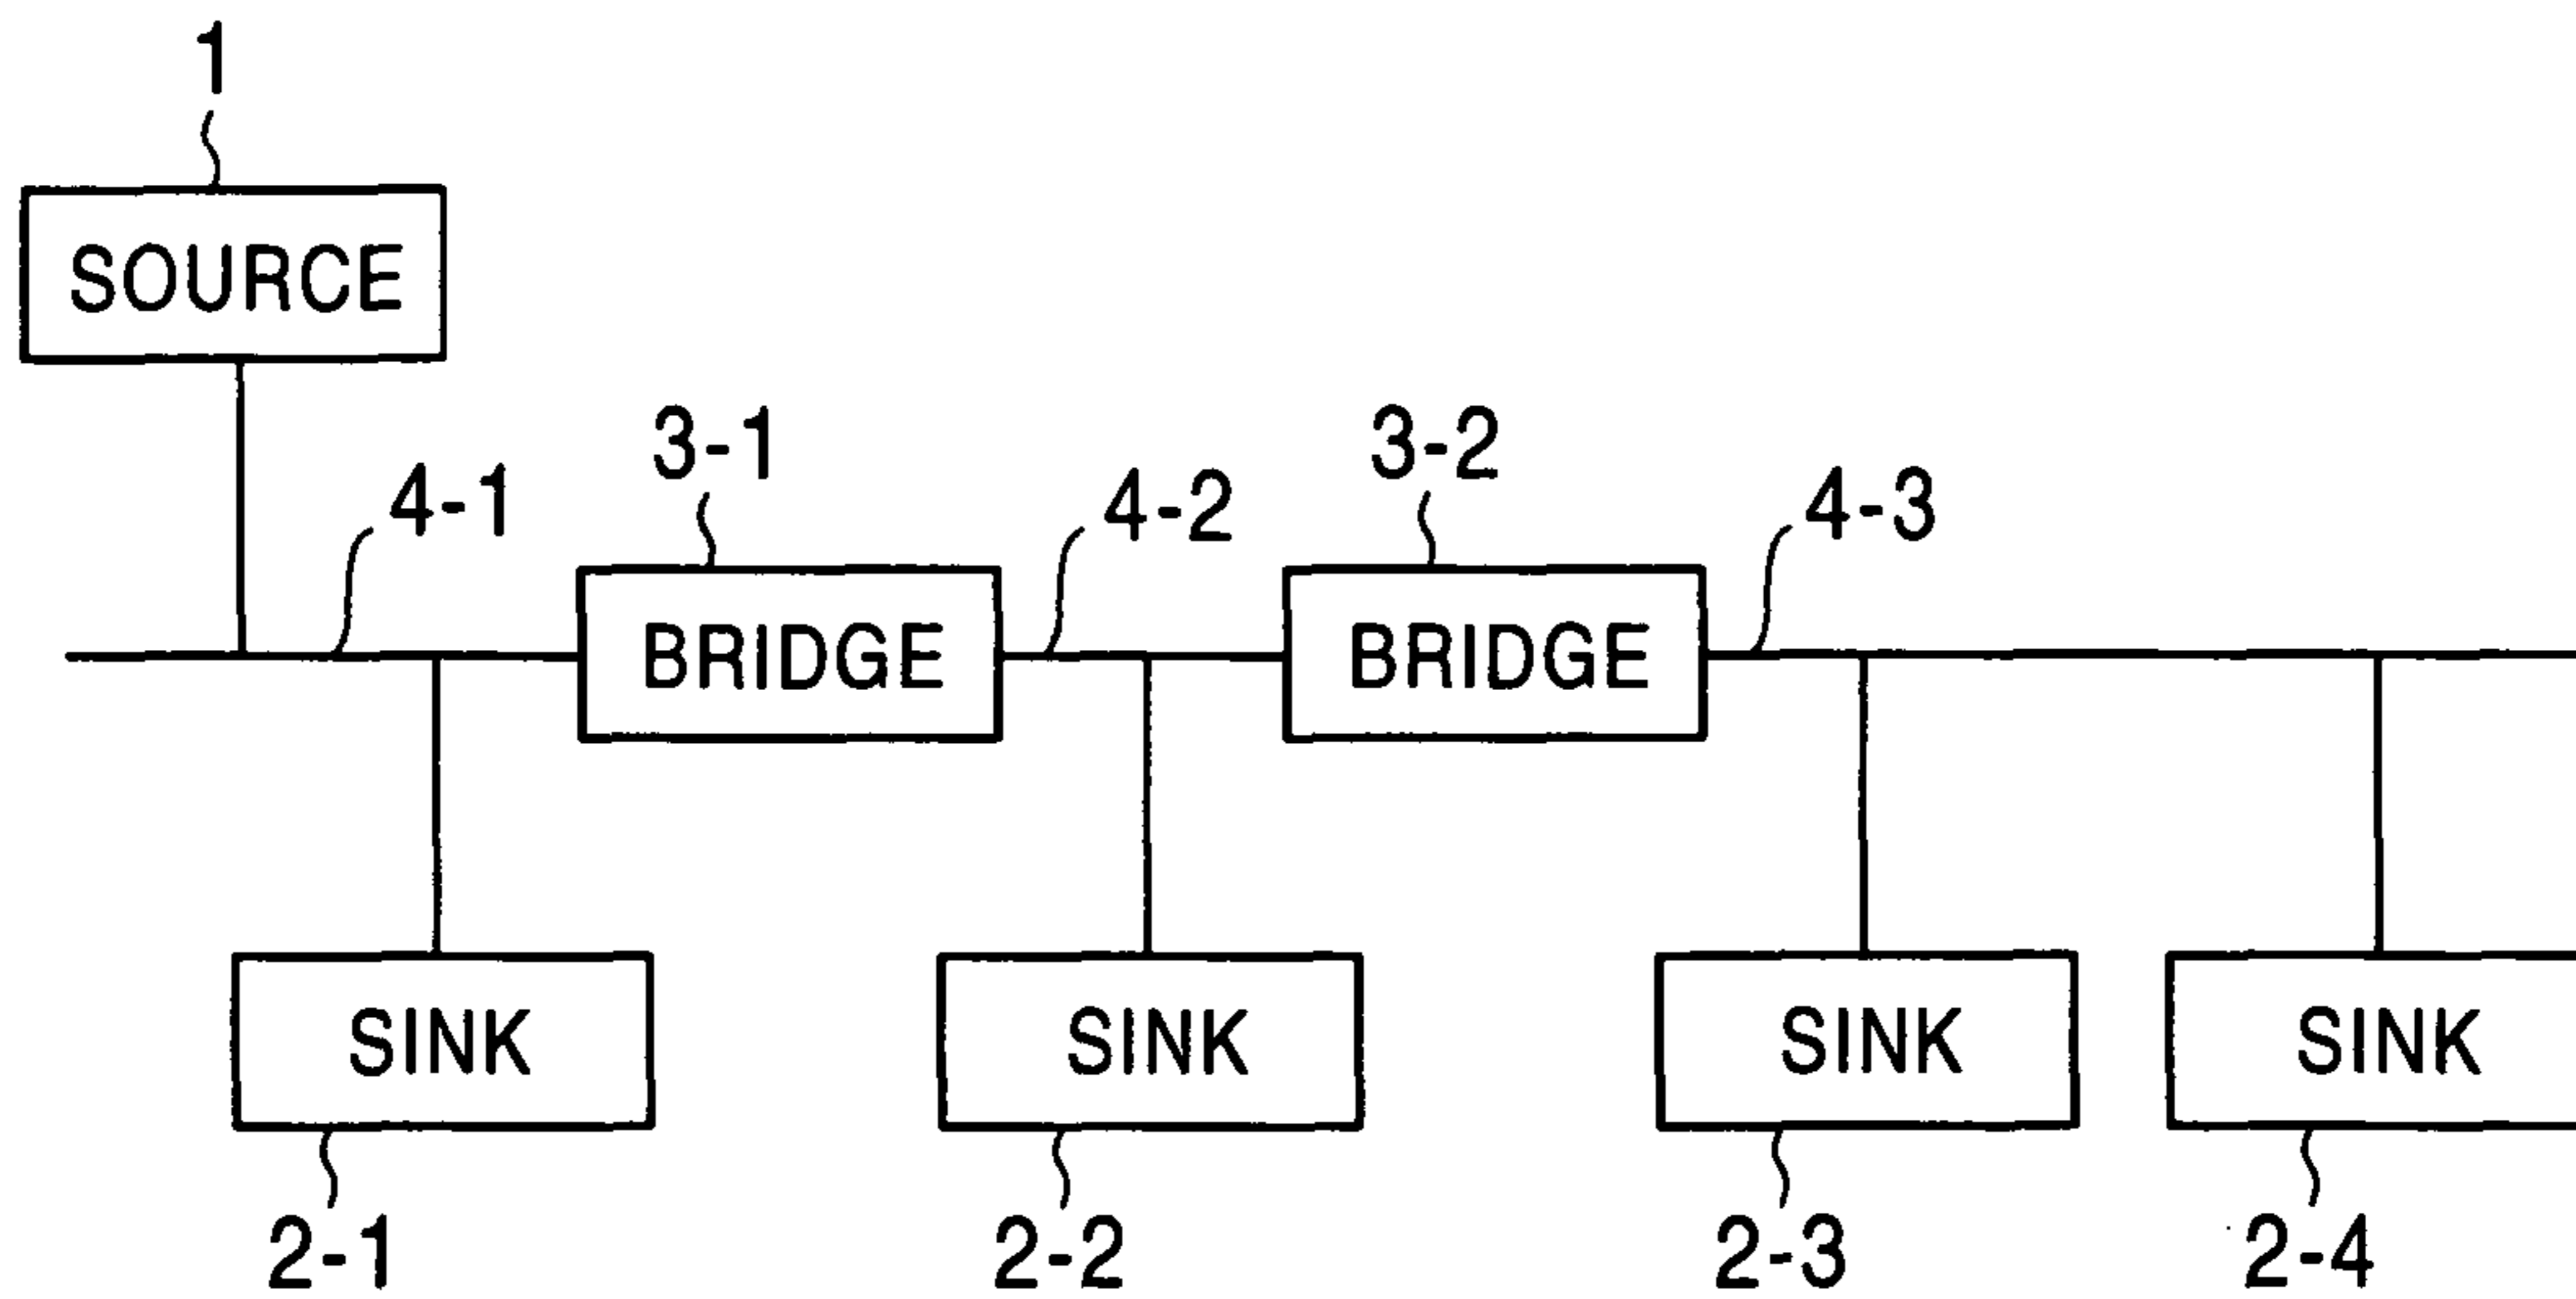 1
SOURCE
3-1
3-2
4-1
4-2
4-3
BRIDGE
BRIDGE
SINK
SINK
SINK
SINK
2-1
2-2
2-3
2-4